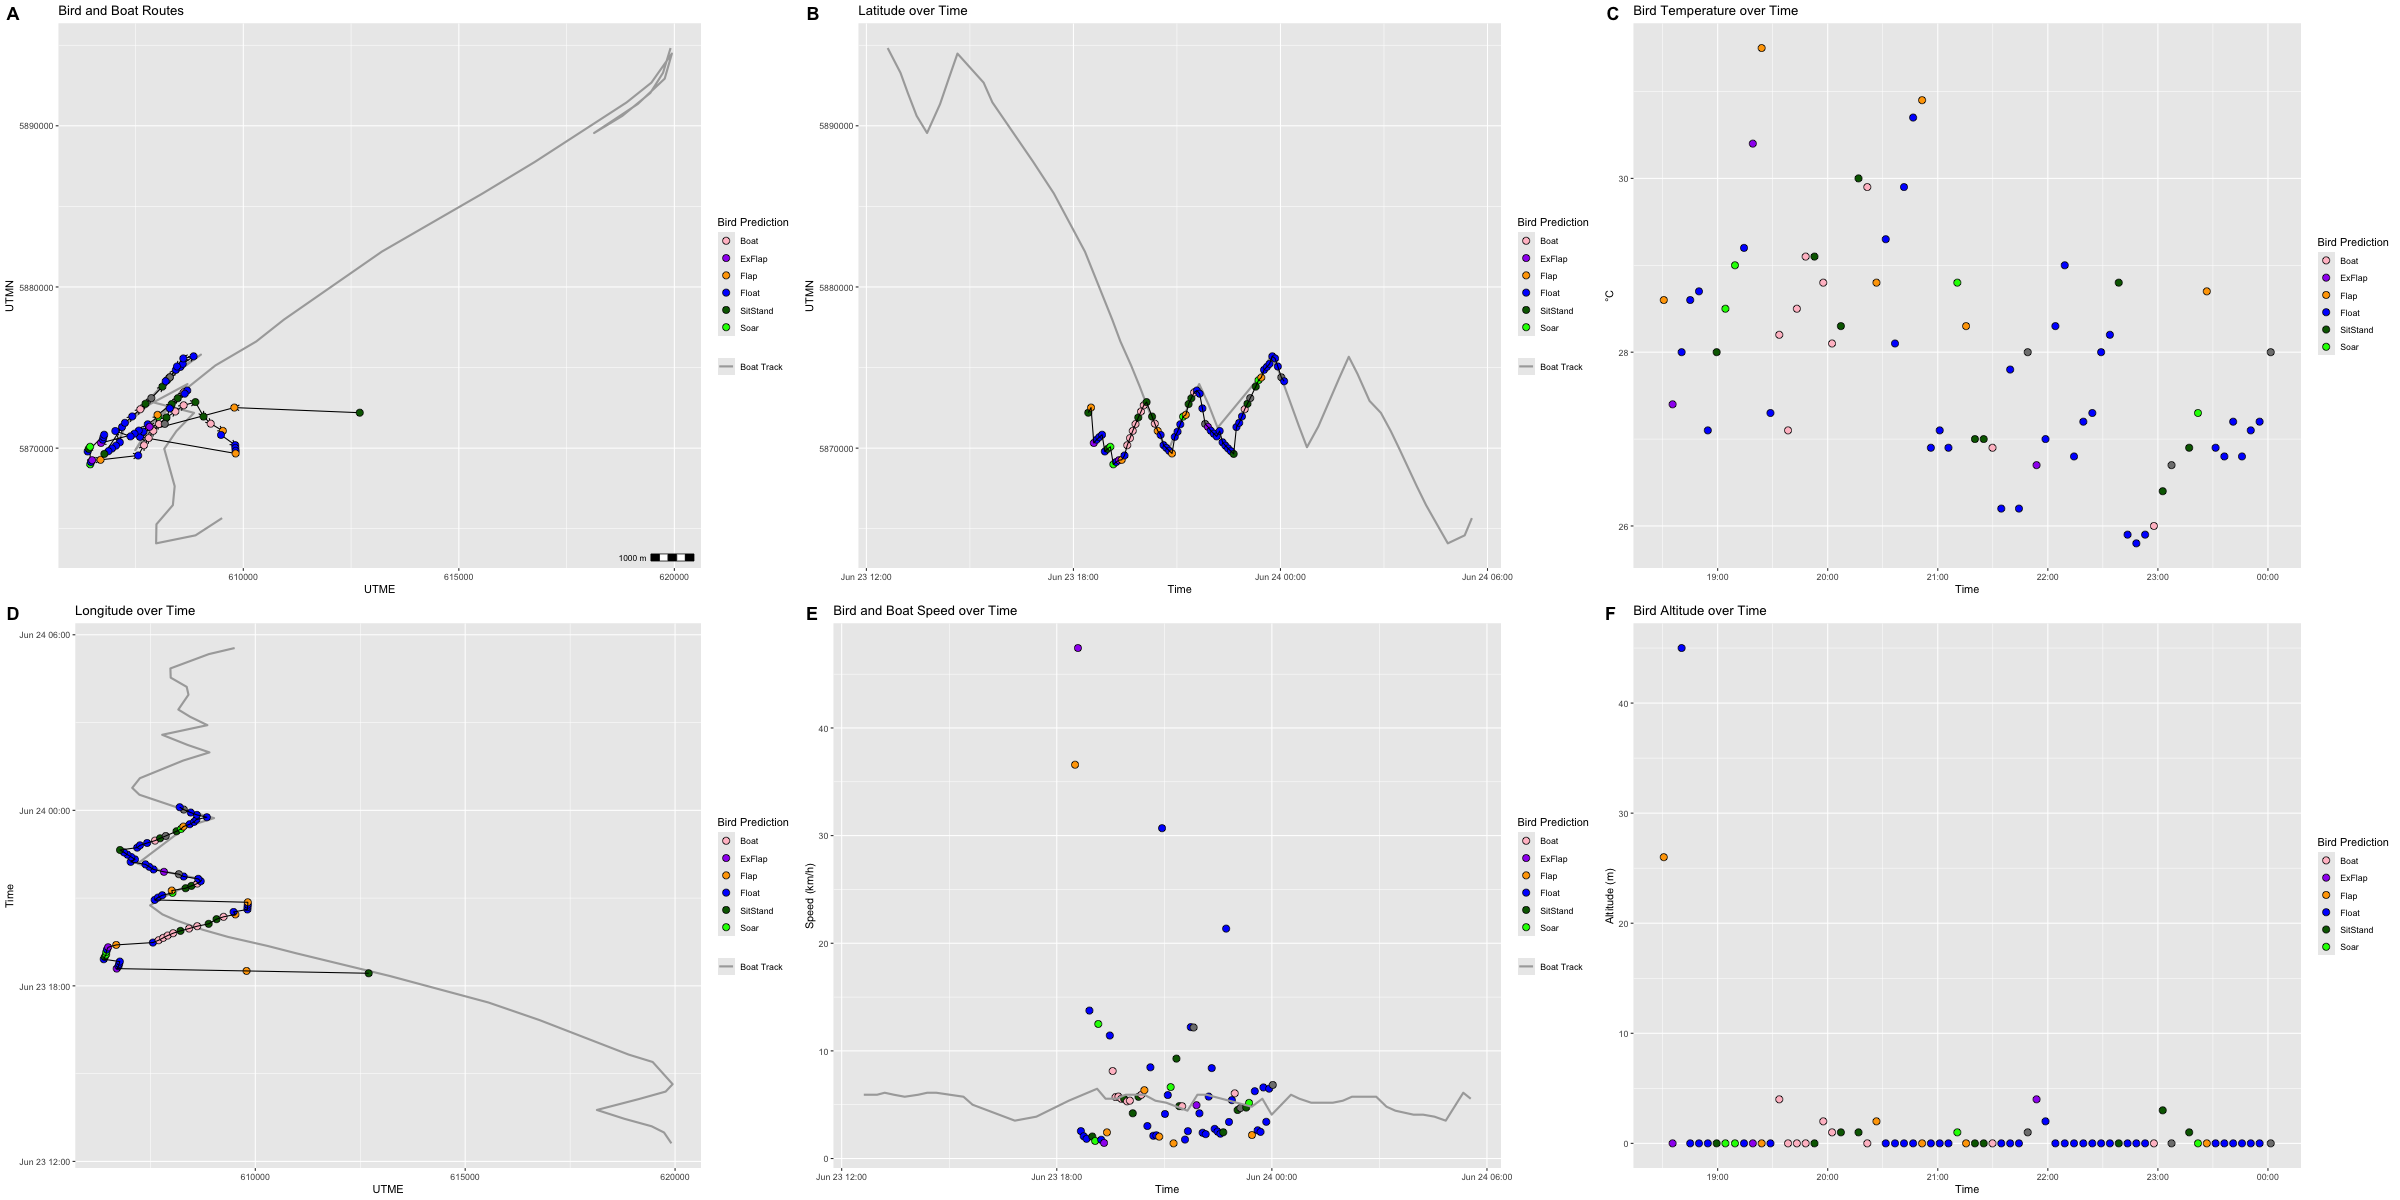 A Bird and Boat Routes
5890000
5880000
5870000
UTMN
610000 615000 620000
UTME
1000 m
Bird Prediction
Boat
ExFlap
Flap
Float
SitStand
Soar
Boat Track
B Latitude over Time
5890000
5880000
5870000
UTMN
Jun 23 12:00 Jun 23 18:00 Jun 24 00:00 Jun 24 06:00
Time
Bird Prediction
Boat
ExFlap
Flap
Float
SitStand
Soar
Boat Track
C Bird Temperature over Time
30
28
26
°C
19:00 20:00 21:00 22:00 23:00 00:00
Time
Bird Prediction
Boat
ExFlap
Flap
Float
SitStand
Soar
D Longitude over Time
Jun 24 06:00
Jun 24 00:00
Jun 23 18:00
Jun 23 12:00
Time
610000 615000 620000
UTME
Bird Prediction
Boat
ExFlap
Flap
Float
SitStand
Soar
Boat Track
E Bird and Boat Speed over Time
40
30
20
10
0
Speed (km/h)
Jun 23 12:00 Jun 23 18:00 Jun 24 00:00 Jun 24 06:00
Time
Bird Prediction
Boat
ExFlap
Flap
Float
SitStand
Soar
Boat Track
F Bird Altitude over Time
40
30
20
10
0
Altitude (m)
19:00 20:00 21:00 22:00 23:00 00:00
Time
Bird Prediction
Boat
ExFlap
Flap
Float
SitStand
Soar